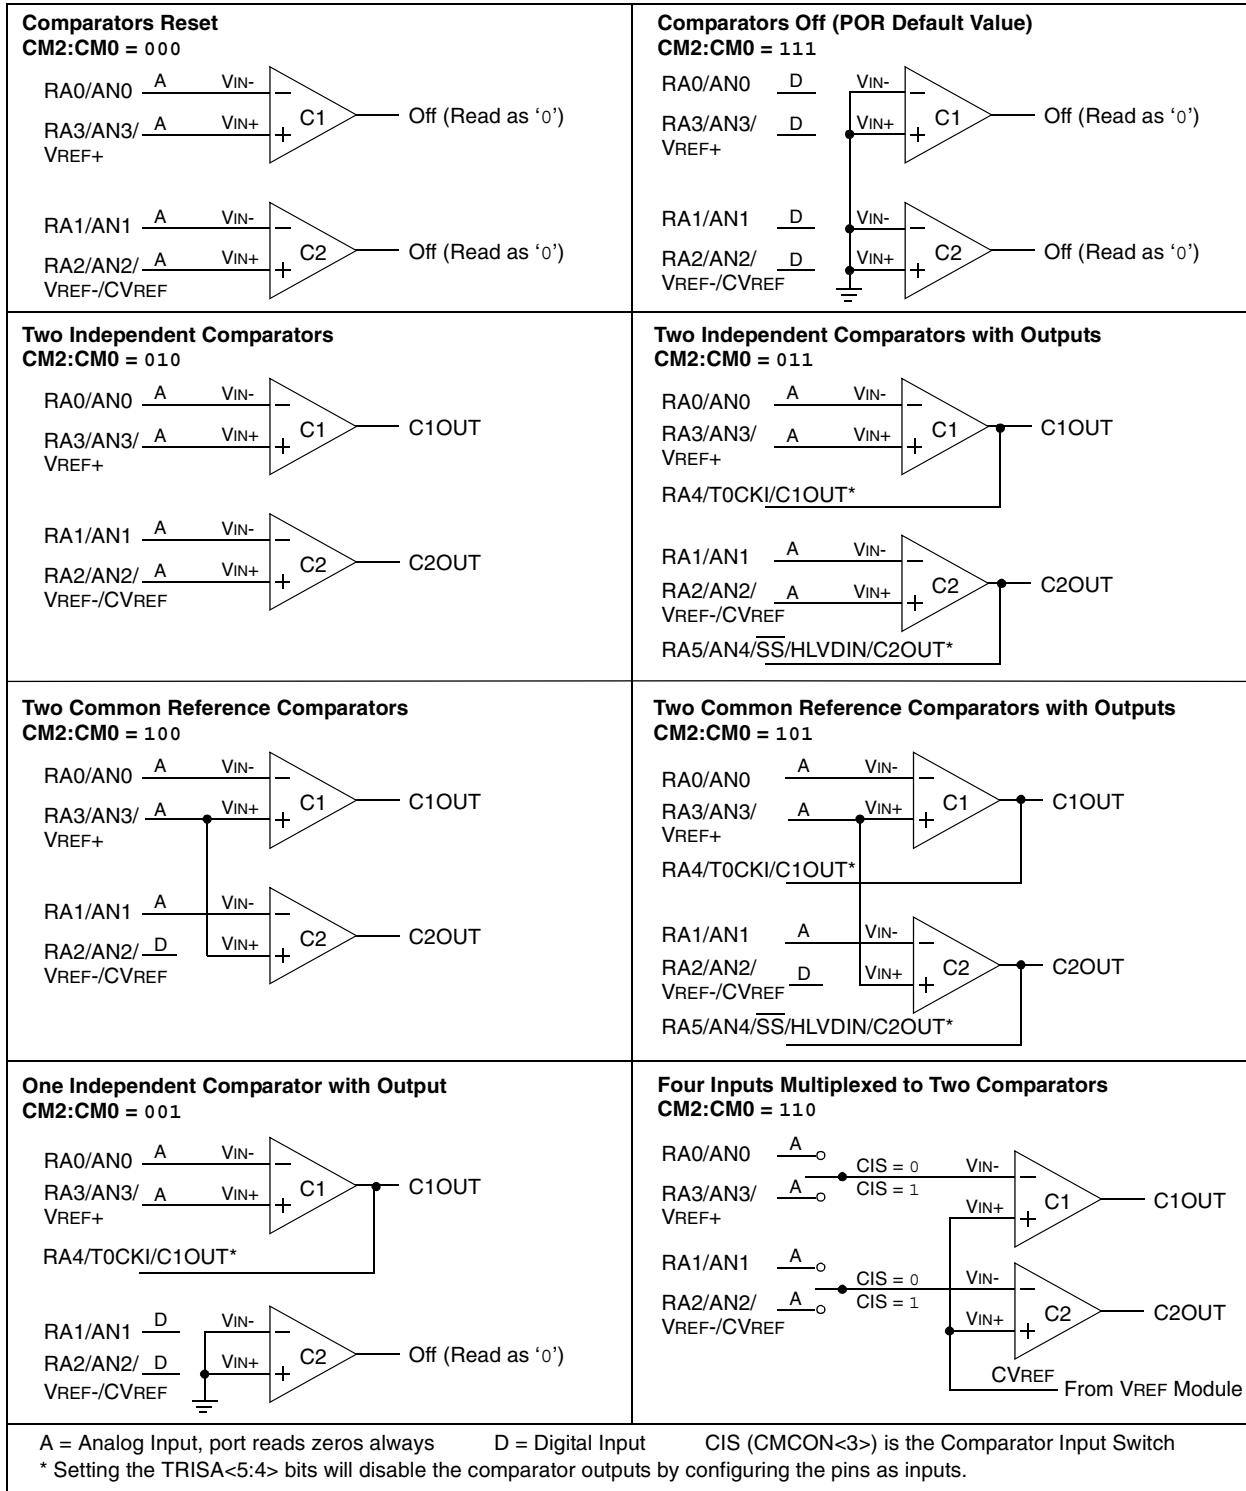 Comparators Reset
CM2:CM0 = 000
RA0/AN0 A VIN-
C1 Off (Read as ‘0’)
RA3/AN3/ A VIN+
VREF+
RA1/AN1 A VIN-
C2 Off (Read as ‘0’)
RA2/AN2/ A VIN+
VREF-/CVREF
Comparators Off (POR Default Value)
CM2:CM0 = 111
RA0/AN0 D VIN-
C1 Off (Read as ‘0’)
RA3/AN3/ D VIN+
VREF+
RA1/AN1 D VIN-
C2 Off (Read as ‘0’)
RA2/AN2/ D VIN+
VREF-/CVREF
Two Independent Comparators
CM2:CM0 = 010
RA0/AN0 A VIN-
C1 C1OUT
RA3/AN3/ A VIN+
VREF+
RA1/AN1 A VIN-
C2 C2OUT
RA2/AN2/ A VIN+
VREF-/CVREF
Two Independent Comparators with Outputs
CM2:CM0 = 011
RA0/AN0 A VIN-
C1 C1OUT
RA3/AN3/ A VIN+
VREF+
RA4/T0CKI/C1OUT*
RA1/AN1 A VIN-
C2 C2OUT
RA2/AN2/ A VIN+
VREF-/CVREF
RA5/AN4/SS/HLVDIN/C2OUT*
Two Common Reference Comparators
CM2:CM0 = 100
RA0/AN0 A VIN-
C1 C1OUT
RA3/AN3/ A VIN+
VREF+
RA1/AN1 A VIN-
C2 C2OUT
RA2/AN2/ D VIN+
VREF-/CVREF
Two Common Reference Comparators with Outputs
CM2:CM0 = 101
RA0/AN0 A VIN-
C1 C1OUT
RA3/AN3/ A VIN+
VREF+
RA4/T0CKI/C1OUT*
RA1/AN1 A VIN-
C2 C2OUT
RA2/AN2/ D VIN+
VREF-/CVREF
RA5/AN4/SS/HLVDIN/C2OUT*
One Independent Comparator with Output
CM2:CM0 = 001
RA0/AN0 A VIN-
C1 C1OUT
RA3/AN3/ A VIN+
VREF+
RA4/T0CKI/C1OUT*
RA1/AN1 D VIN-
C2 Off (Read as ‘0’)
RA2/AN2/ D VIN+
VREF-/CVREF
Four Inputs Multiplexed to Two Comparators
CM2:CM0 = 110
RA0/AN0 A
CIS = 0 VIN-
RA3/AN3/ A CIS = 1
C1 C1OUT
VREF+ VIN+
RA1/AN1 A
CIS = 0 VIN-
RA2/AN2/ A CIS = 1
C2 C2OUT
VREF-/CVREF VIN+
CVREF
From VREF Module
A = Analog Input, port reads zeros always D = Digital Input CIS (CMCON<3>) is the Comparator Input Switch
* Setting the TRISA<5:4> bits will disable the comparator outputs by configuring the pins as inputs.